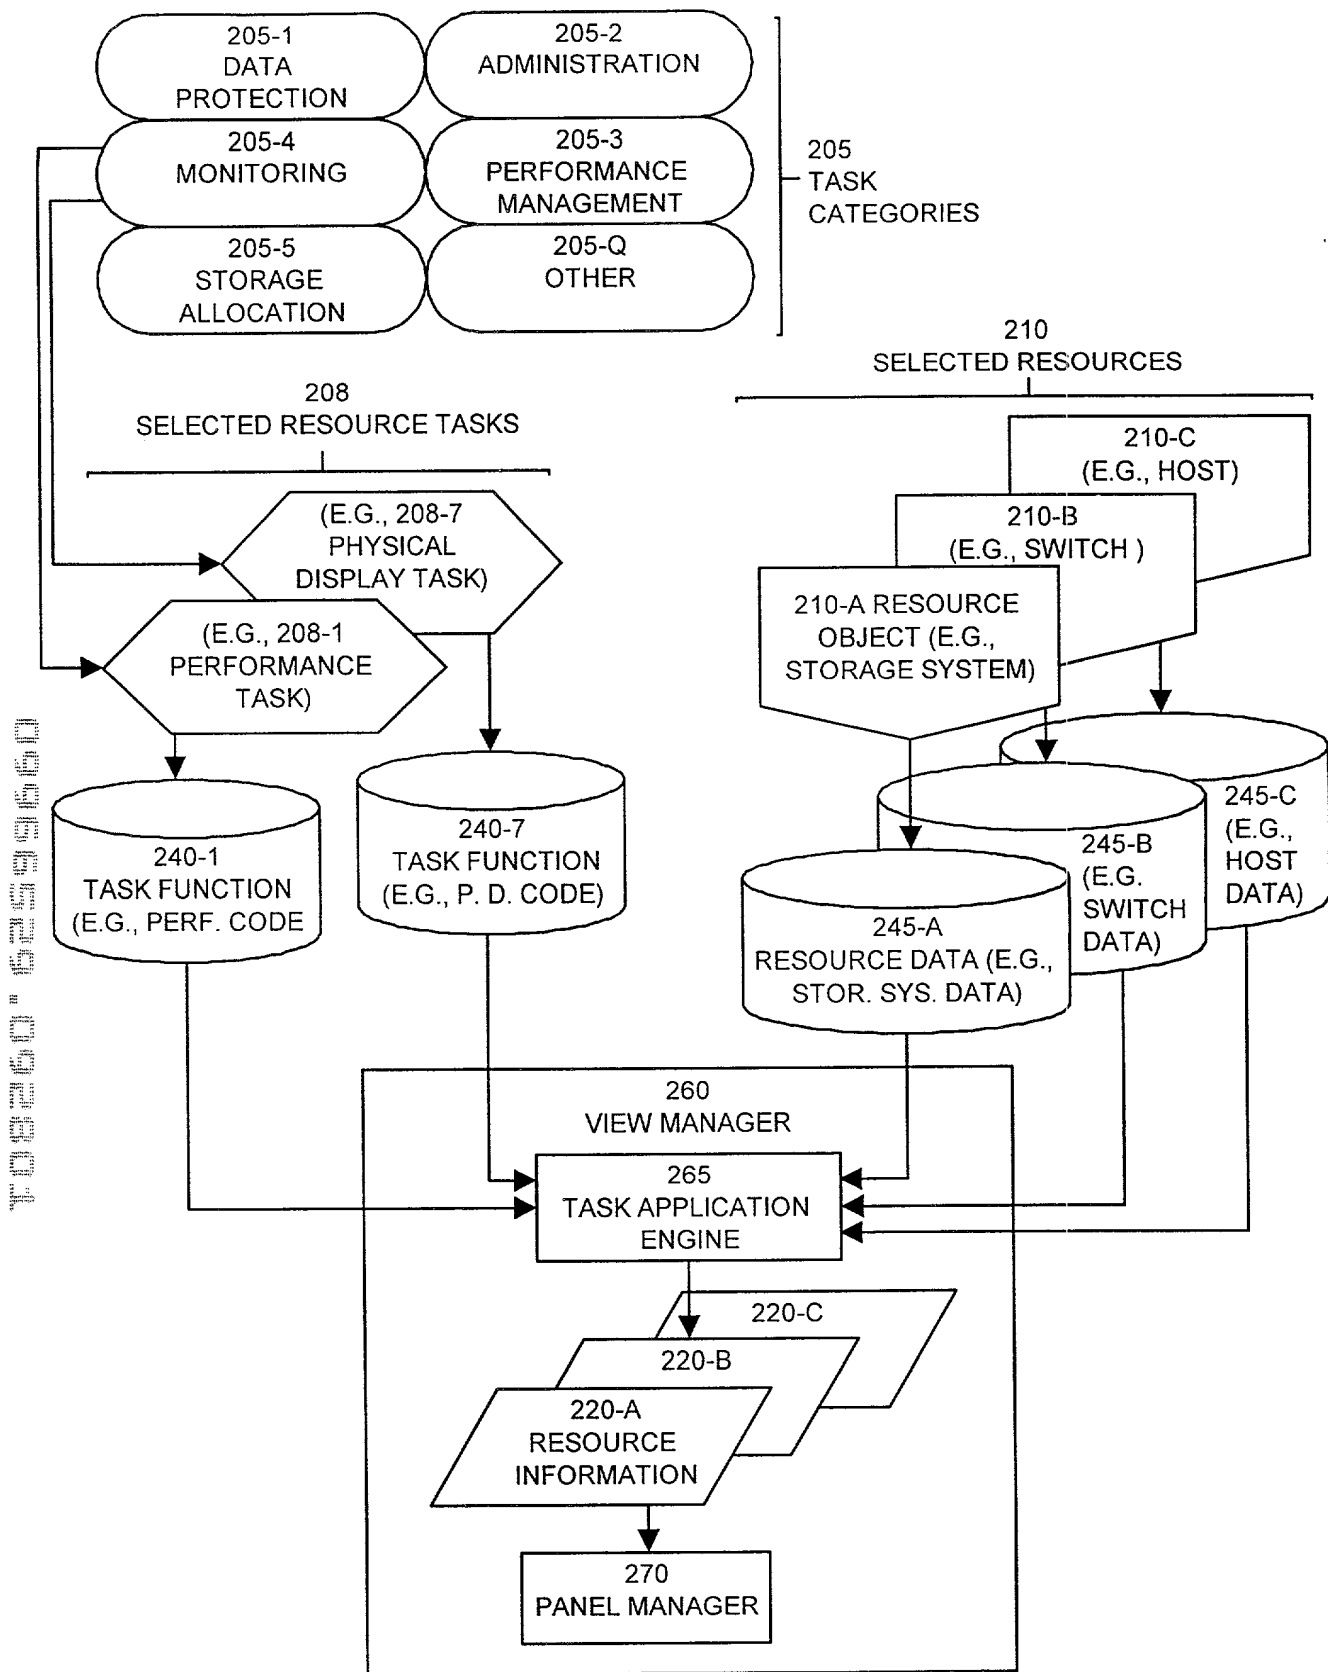 205-1
DATA
PROTECTION
205-2
ADMINISTRATION
205-4
MONITORING
205-3
PERFORMANCE
MANAGEMENT
205-5
STORAGE
ALLOCATION
205-Q
OTHER
205
TASK
CATEGORIES
210
SELECTED RESOURCES
208
SELECTED RESOURCE TASKS
210-C
(E.G., HOST)
210-B
(E.G., SWITCH )
210-A RESOURCE
OBJECT (E.G.,
STORAGE SYSTEM)
(E.G., 208-7
PHYSICAL
DISPLAY TASK)
(E.G., 208-1
PERFORMANCE
TASK)
240-1
TASK FUNCTION
(E.G., PERF. CODE
240-7
TASK FUNCTION
(E.G., P. D. CODE)
245-C
(E.G.,
HOST
DATA)
245-B
(E.G.
SWITCH
DATA)
245-A
RESOURCE DATA (E.G.,
STOR. SYS. DATA)
260
VIEW MANAGER
265
TASK APPLICATION
ENGINE
220-C
220-B
220-A
RESOURCE
INFORMATION
270
PANEL MANAGER